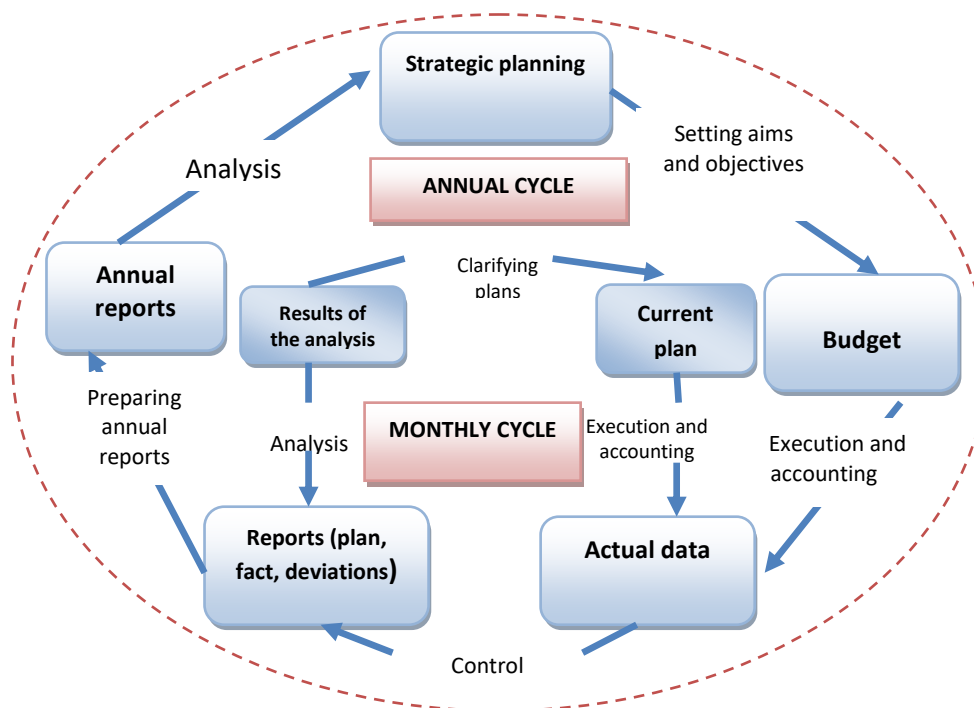 Strategic planning
Setting aims
and objectives
Analysis
ANNUAL CYCLE
Annual
reports
Clarifying
plans
Results of
the analysis
Current
plan
Budget
Preparing
annual
reports
Analysis
MONTHLY CYCLE
Execution and
accounting
Execution and
accounting
Reports (plan,
fact, deviations)
Actual data
Control